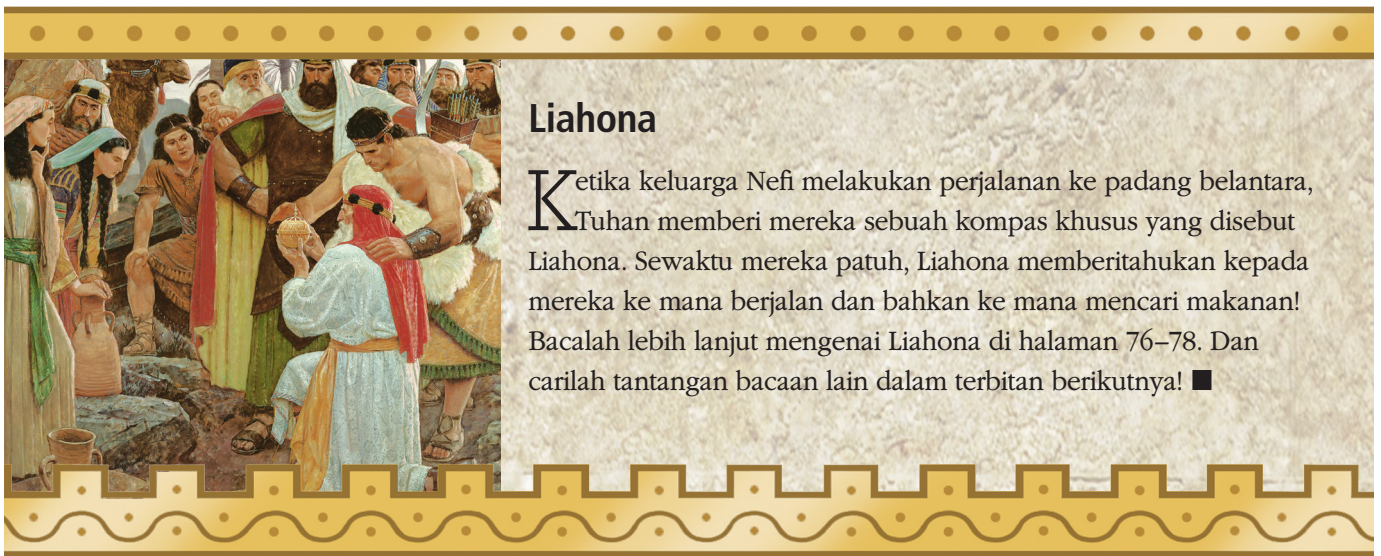 Liahona
Ketika keluarga Nefi melakukan perjalanan ke padang belantara,
Tuhan memberi mereka sebuah kompas khusus yang disebut
Liahona. Sewaktu mereka patuh, Liahona memberitahukan kepada
mereka ke mana berjalan dan bahkan ke mana mencari makanan!
Bacalah lebih lanjut mengenai Liahona di halaman 76–78. Dan
carilah tantangan bacaan lain dalam terbitan berikutnya! ■